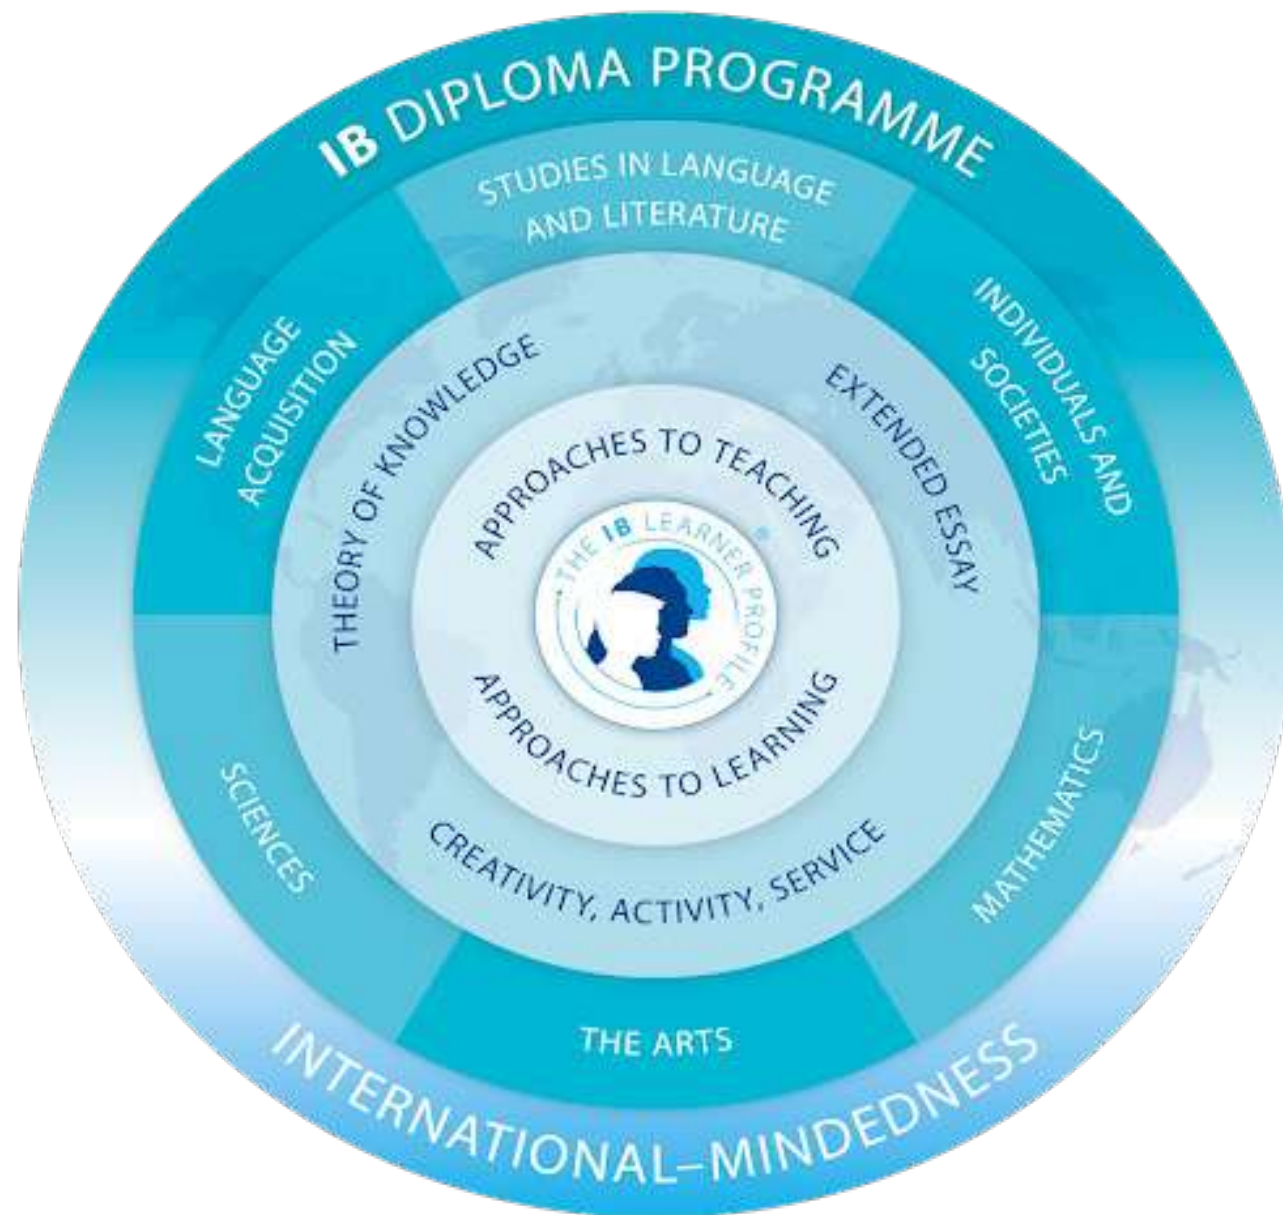 IB DIPLOMA PROGRAMME
STUDIES IN LANGUAGE
AND LITERATURE
INDIVIDUALS AND
SOCIETIES
MATHEMATICS
THE ARTS
SCIENCES
LANGUAGE
ACQUISITION
THEORY OF KNOWLEDGE
EXTENDED ESSAY
CREATIVITY, ACTIVITY, SERVICE
APPROACHES TO TEACHING
APPROACHES TO LEARNING
THE IB LEARNER PROFILE
®
INTERNATIONAL–MINDEDNESS